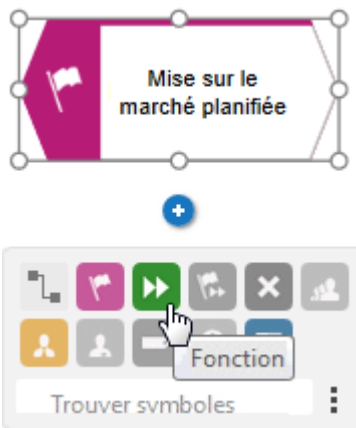 Mise sur le
marché planifiée
Fonction
Trouver symboles